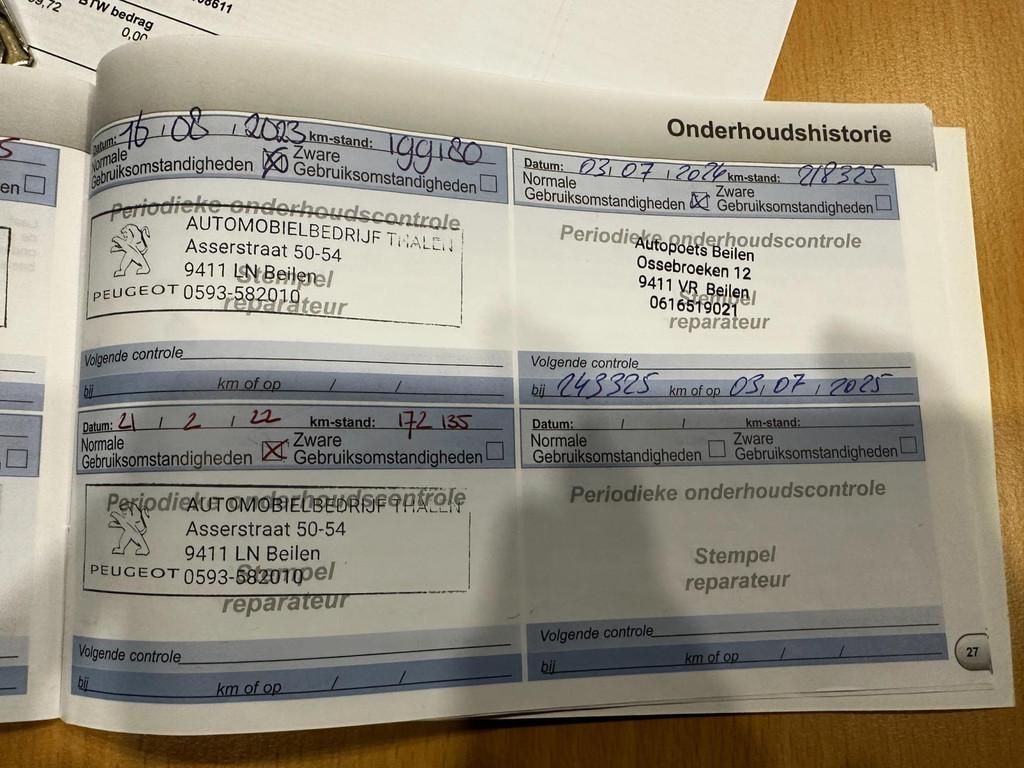 BTW bedrag
0,00
Onderhoudshistorie
Datum: 16 / 08 / 2023 km-stand: 199180
Normale
Gebruiksomstandigheden
Zware
Gebruiksomstandigheden
Periodieke onderhoudscontrole
AUTOMOBIELBEDRIJF THALEN
Asserstraat 50-54
9411 LN Beilen
PEUGEOT 0593-582010
Stempel
reparateur
Volgende controle
bij km of op / /
Datum: 21 / 2 / 22 km-stand: 172 135
Normale
Gebruiksomstandigheden
Zware
Gebruiksomstandigheden
Periodieke onderhoudscontrole
AUTOMOBIELBEDRIJF THALEN
Asserstraat 50-54
9411 LN Beilen
PEUGEOT 0593-582010
Stempel
reparateur
Volgende controle
bij km of op / /
Datum: 03 / 07 / 2024 km-stand: 218325
Normale
Gebruiksomstandigheden
Zware
Gebruiksomstandigheden
Periodieke onderhoudscontrole
Autopoets Beilen
Ossebroeken 12
9411 VR Beilen
0616519021
Stempel
reparateur
Volgende controle
bij 243325 km of op 03 / 07 / 2025
Datum: / / km-stand:
Normale
Gebruiksomstandigheden
Zware
Gebruiksomstandigheden
Periodieke onderhoudscontrole
Stempel
reparateur
Volgende controle
bij km of op / /
27